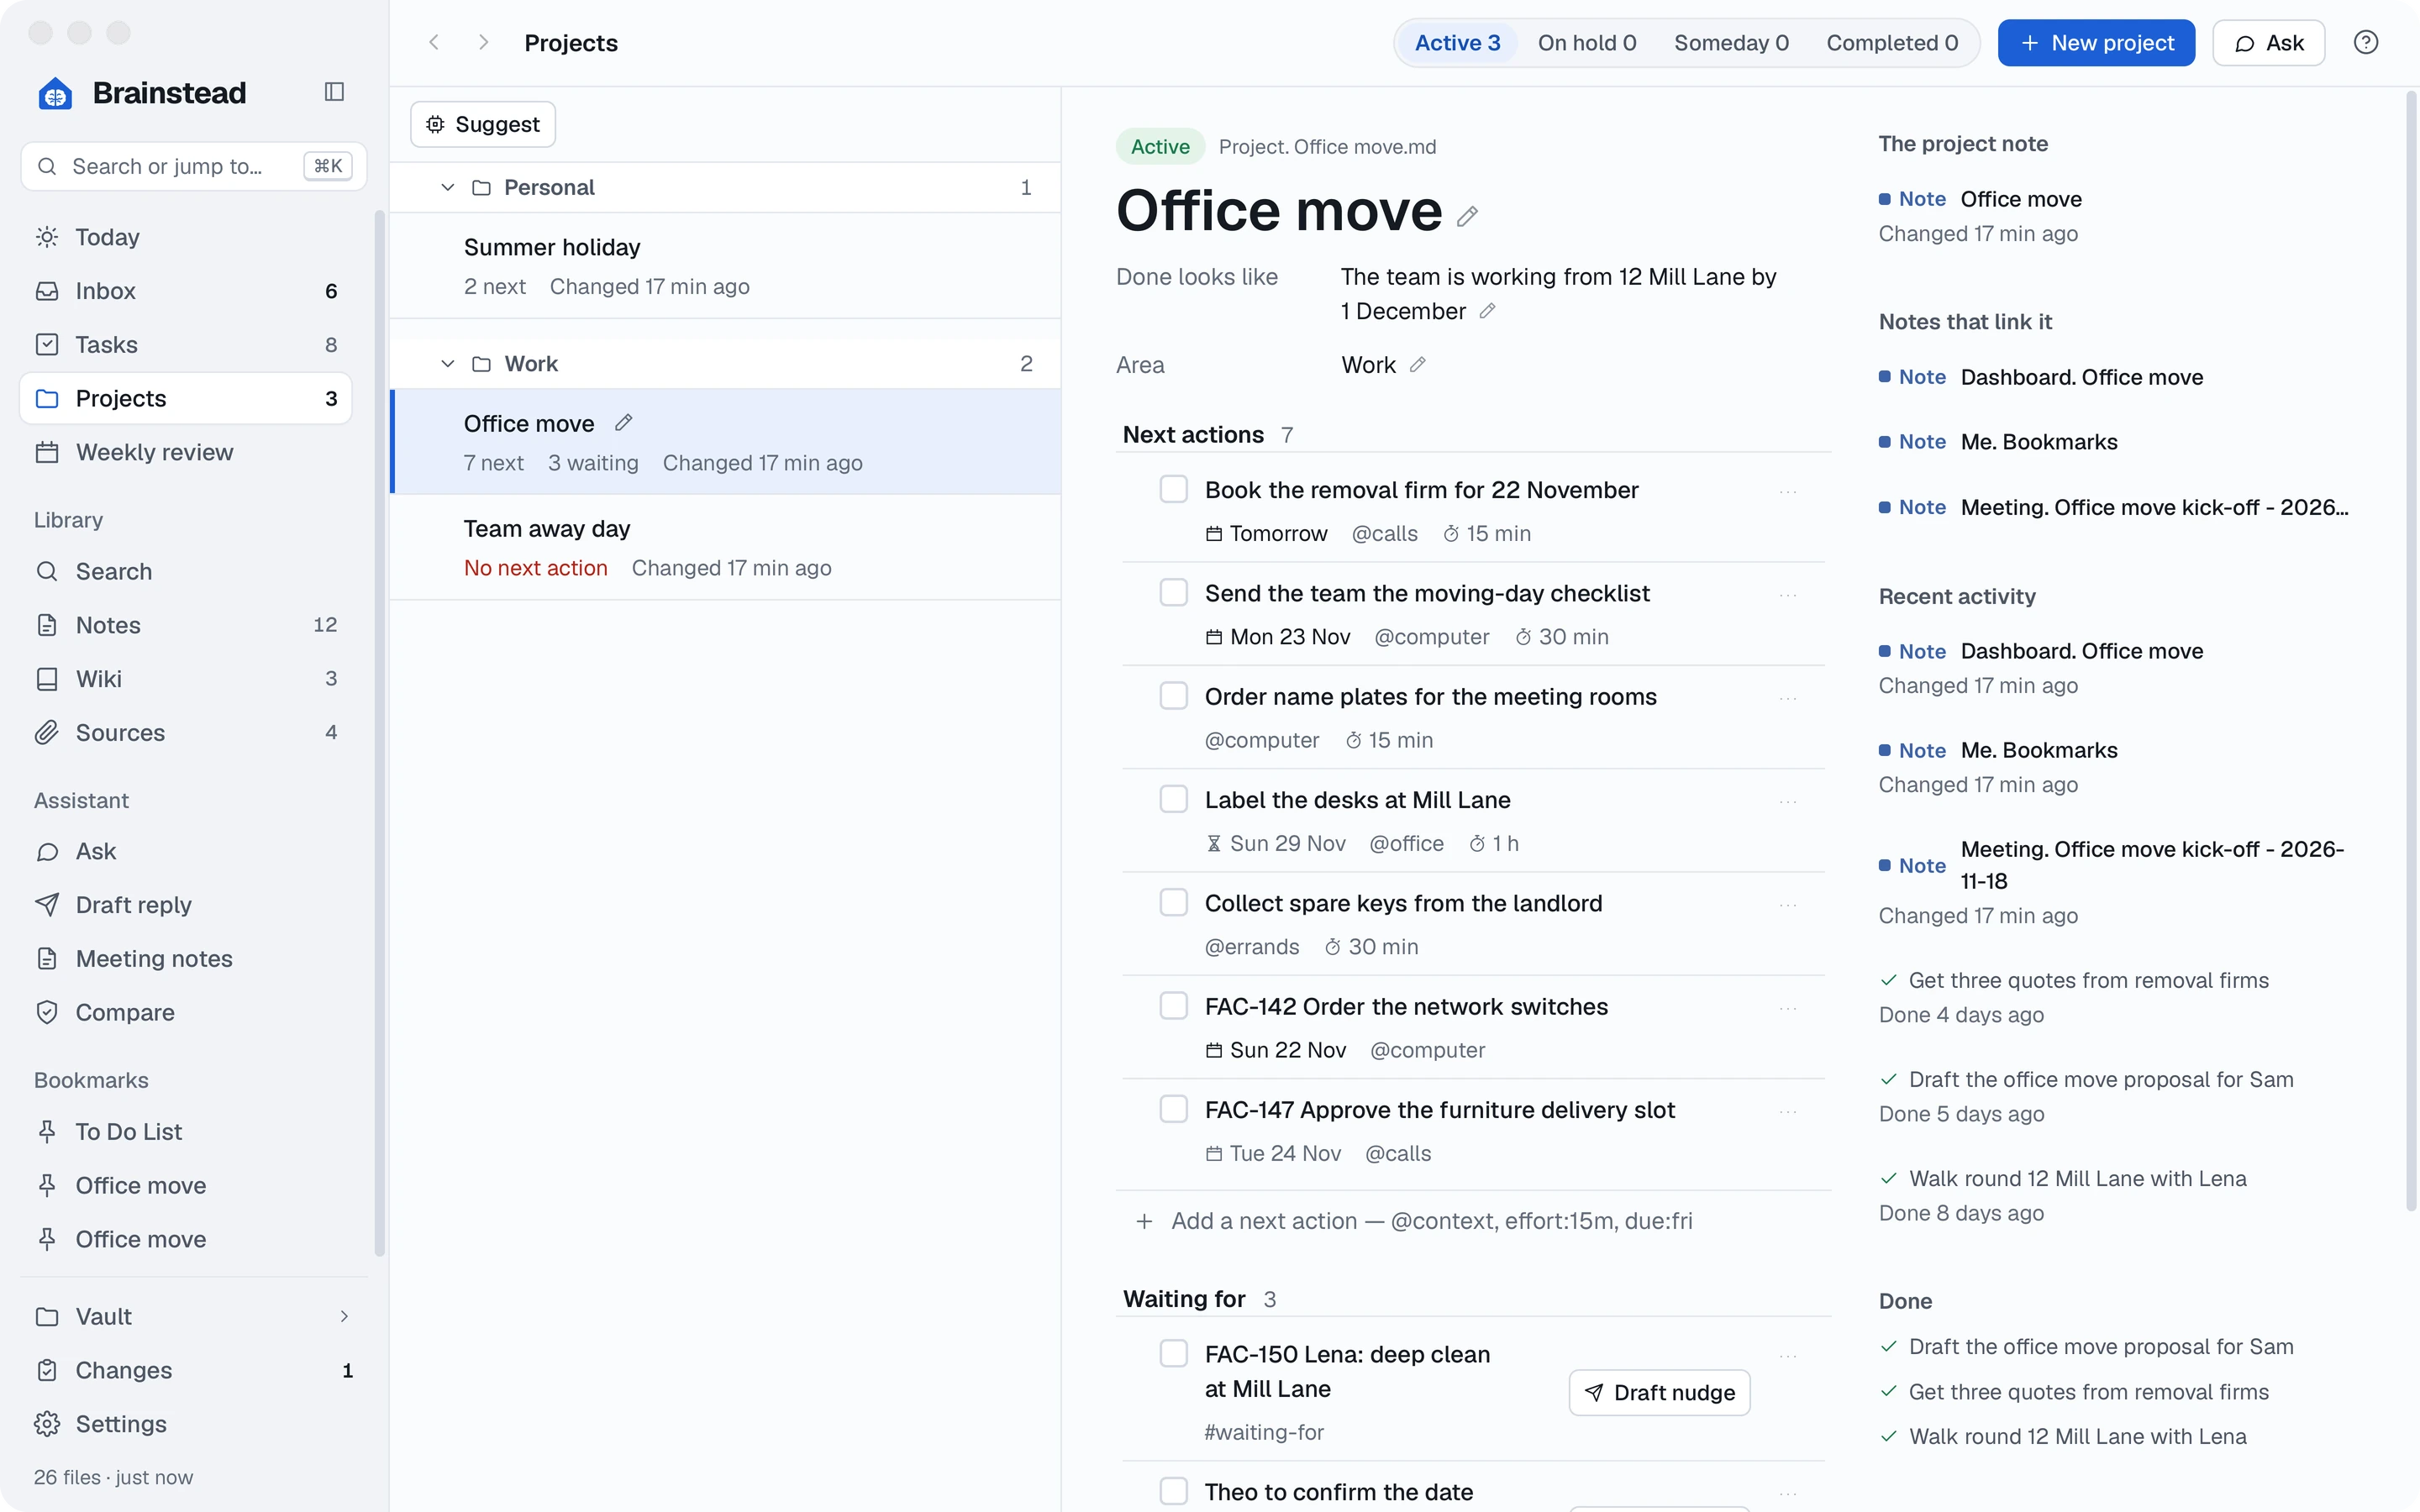 Brainstead
Search or jump to... ⌘K
Today
Inbox 6
Tasks 8
Projects 3
Weekly review
Library
Search
Notes 12
Wiki 3
Sources 4
Assistant
Ask
Draft reply
Meeting notes
Compare
Bookmarks
To Do List
Office move
Office move
Vault
Changes 1
Settings
26 files · just now
Projects
Active 3 On hold 0 Someday 0 Completed 0
+ New project
Ask
Suggest
Personal 1
Summer holiday
2 next Changed 17 min ago
Work 2
Office move
7 next 3 waiting Changed 17 min ago
Team away day
No next action Changed 17 min ago
Active Project. Office move.md
Office move
Done looks like The team is working from 12 Mill Lane by
1 December
Area Work
Next actions 7
Book the removal firm for 22 November
Tomorrow @calls 15 min
Send the team the moving-day checklist
Mon 23 Nov @computer 30 min
Order name plates for the meeting rooms
@computer 15 min
Label the desks at Mill Lane
Sun 29 Nov @office 1 h
Collect spare keys from the landlord
@errands 30 min
FAC-142 Order the network switches
Sun 22 Nov @computer
FAC-147 Approve the furniture delivery slot
Tue 24 Nov @calls
+ Add a next action — @context, effort:15m, due:fri
Waiting for 3
FAC-150 Lena: deep clean
at Mill Lane
#waiting-for
Draft nudge
Theo to confirm the date
The project note
Note Office move
Changed 17 min ago
Notes that link it
Note Dashboard. Office move
Note Me. Bookmarks
Note Meeting. Office move kick-off - 2026...
Recent activity
Note Dashboard. Office move
Changed 17 min ago
Note Me. Bookmarks
Changed 17 min ago
Note Meeting. Office move kick-off - 2026-
11-18
Changed 17 min ago
Get three quotes from removal firms
Done 4 days ago
Draft the office move proposal for Sam
Done 5 days ago
Walk round 12 Mill Lane with Lena
Done 8 days ago
Done
Draft the office move proposal for Sam
Get three quotes from removal firms
Walk round 12 Mill Lane with Lena